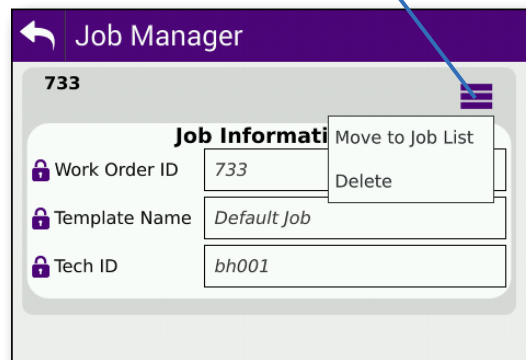 Job Manager
733
Job Informati
Move to Job List
Delete
Work Order ID
733
Template Name
Default Job
Tech ID
bh001